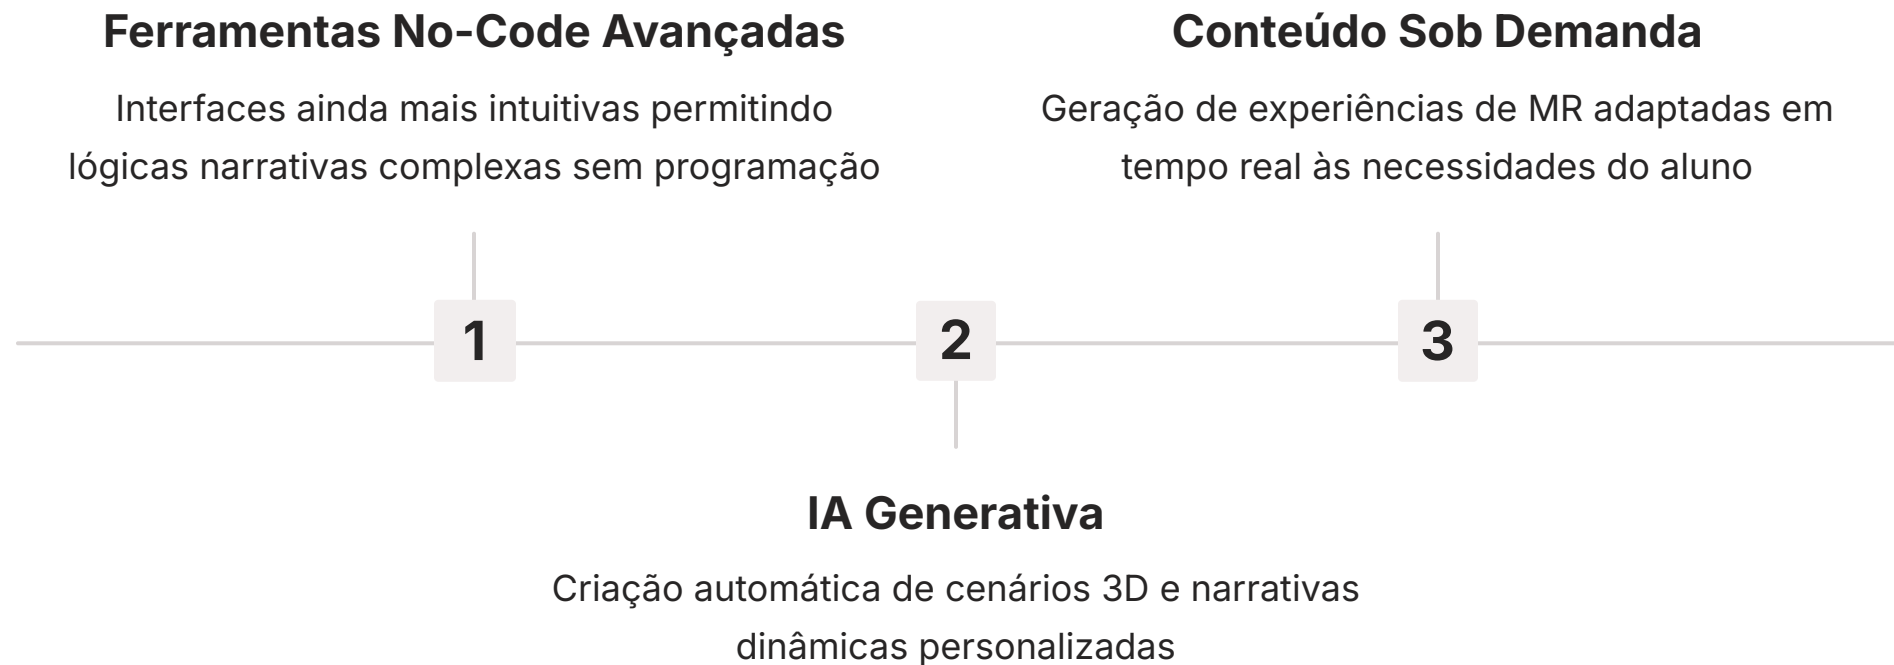 Ferramentas No-Code Avançadas
Interfaces ainda mais intuitivas permitindo
lógicas narrativas complexas sem programação
Conteúdo Sob Demanda
Geração de experiências de MR adaptadas em
tempo real às necessidades do aluno
1
2
3
IA Generativa
Criação automática de cenários 3D e narrativas
dinâmicas personalizadas